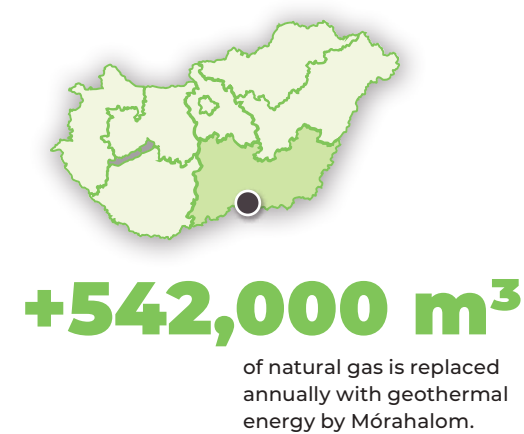 +542,000 m³
of natural gas is replaced
annually with geothermal
energy by Mórahalom.